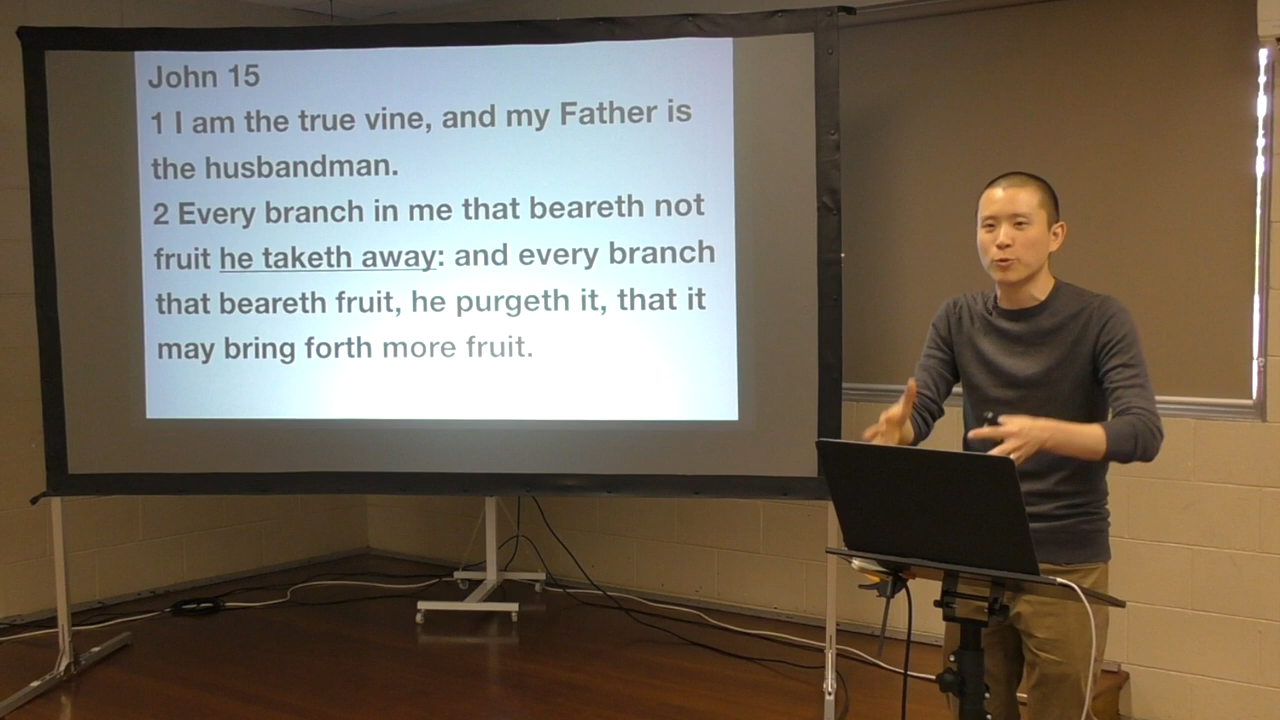 John 15
1 I am the true vine, and my Father is
the husbandman.
2 Every branch in me that beareth not
fruit he taketh away: and every branch
that beareth fruit, he purgeth it, that it
may bring forth more fruit.